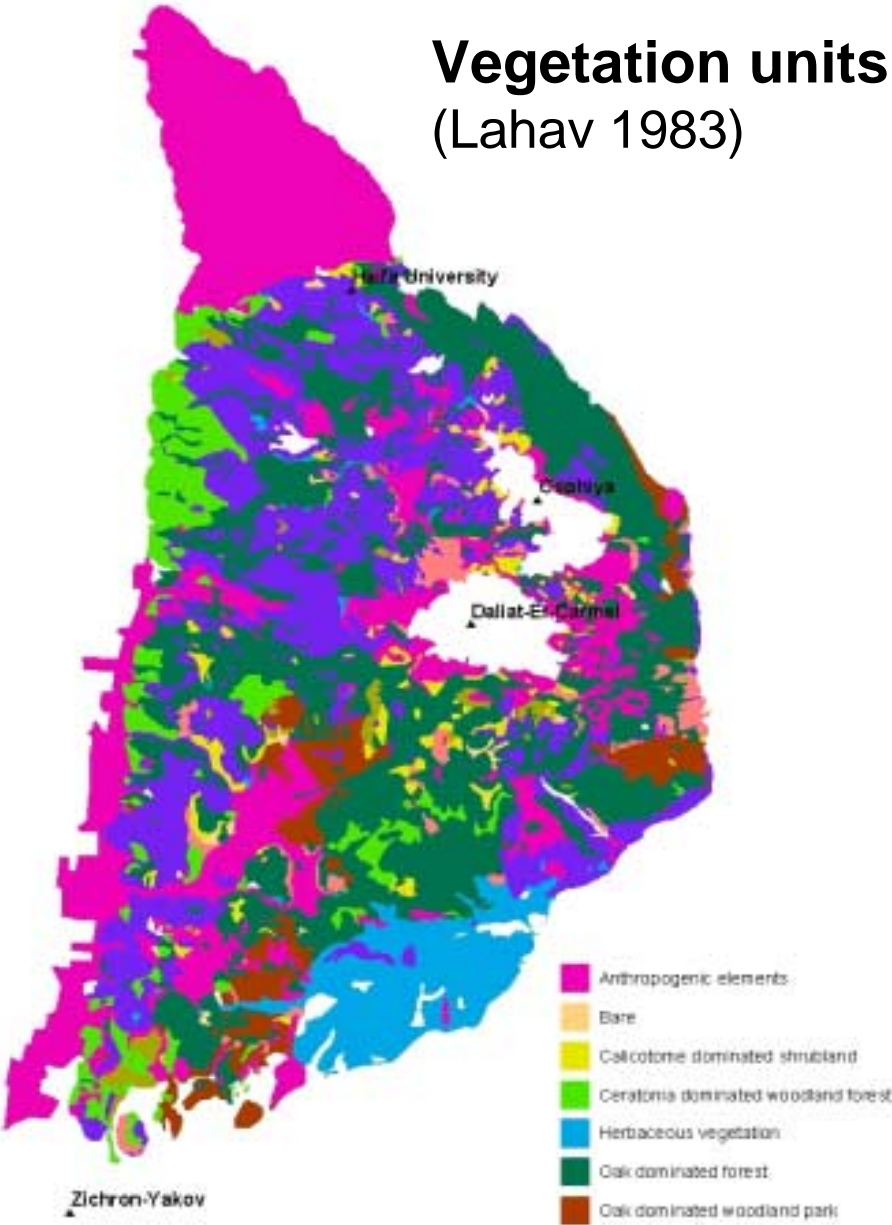 Vegetation units
(Lahav 1983)
Haifa University
Osphiya
Daliat-El-Carmel
Anthropogenic elements
Bare
Calicotome dominated shrubland
Ceratonia dominated woodland forest
Herbaceous vegetation
Oak dominated forest
Oak dominated woodland park
Zichron-Yakov